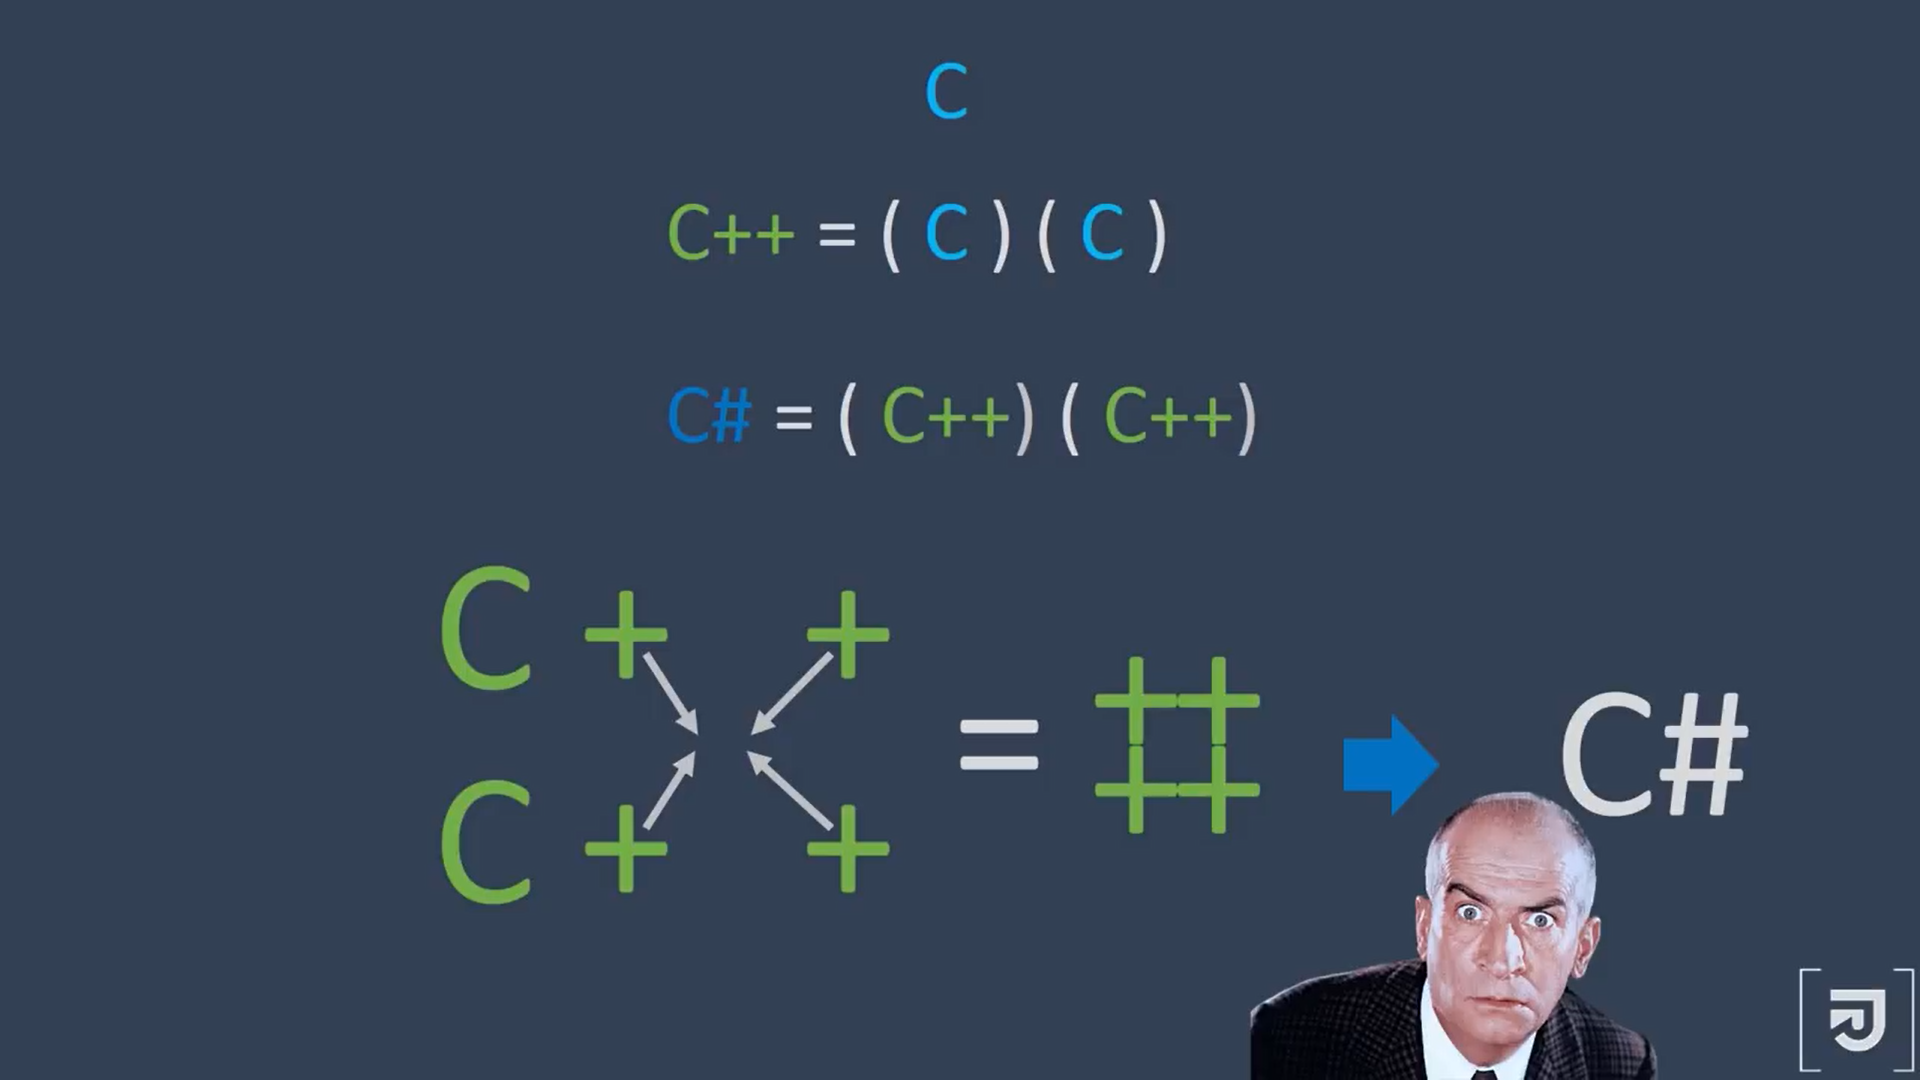 C
C++ = ( C ) ( C )
C# = ( C++) ( C++)
C + +
C + +
= # C#